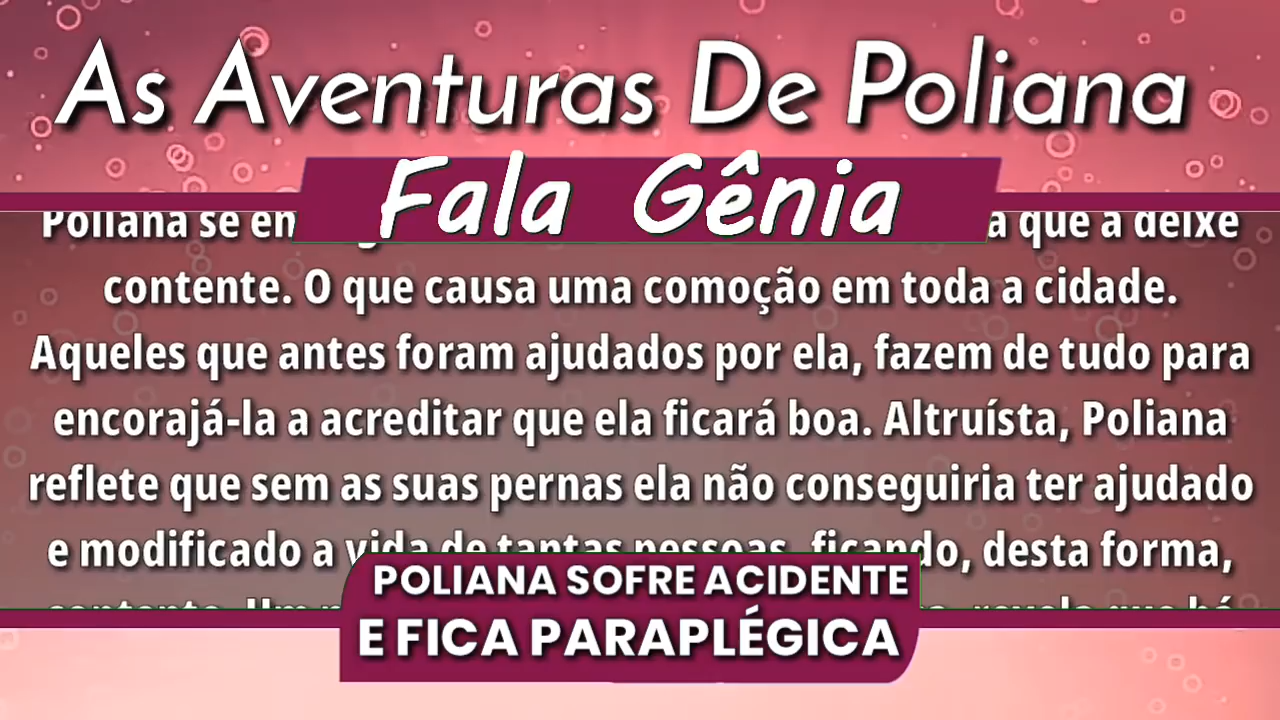 As Aventuras De Poliana
Fala Gênia
Poliana se en a que a deixe
contente. O que causa uma comoção em toda a cidade.
Aqueles que antes foram ajudados por ela, fazem de tudo para
encorajá-la a acreditar que ela ficará boa. Altruísta, Poliana
reflete que sem as suas pernas ela não conseguiria ter ajudado
e modificado a vida de tantas pessoas, ficando, desta forma,
POLIANA SOFRE ACIDENTE
E FICA PARAPLÉGICA